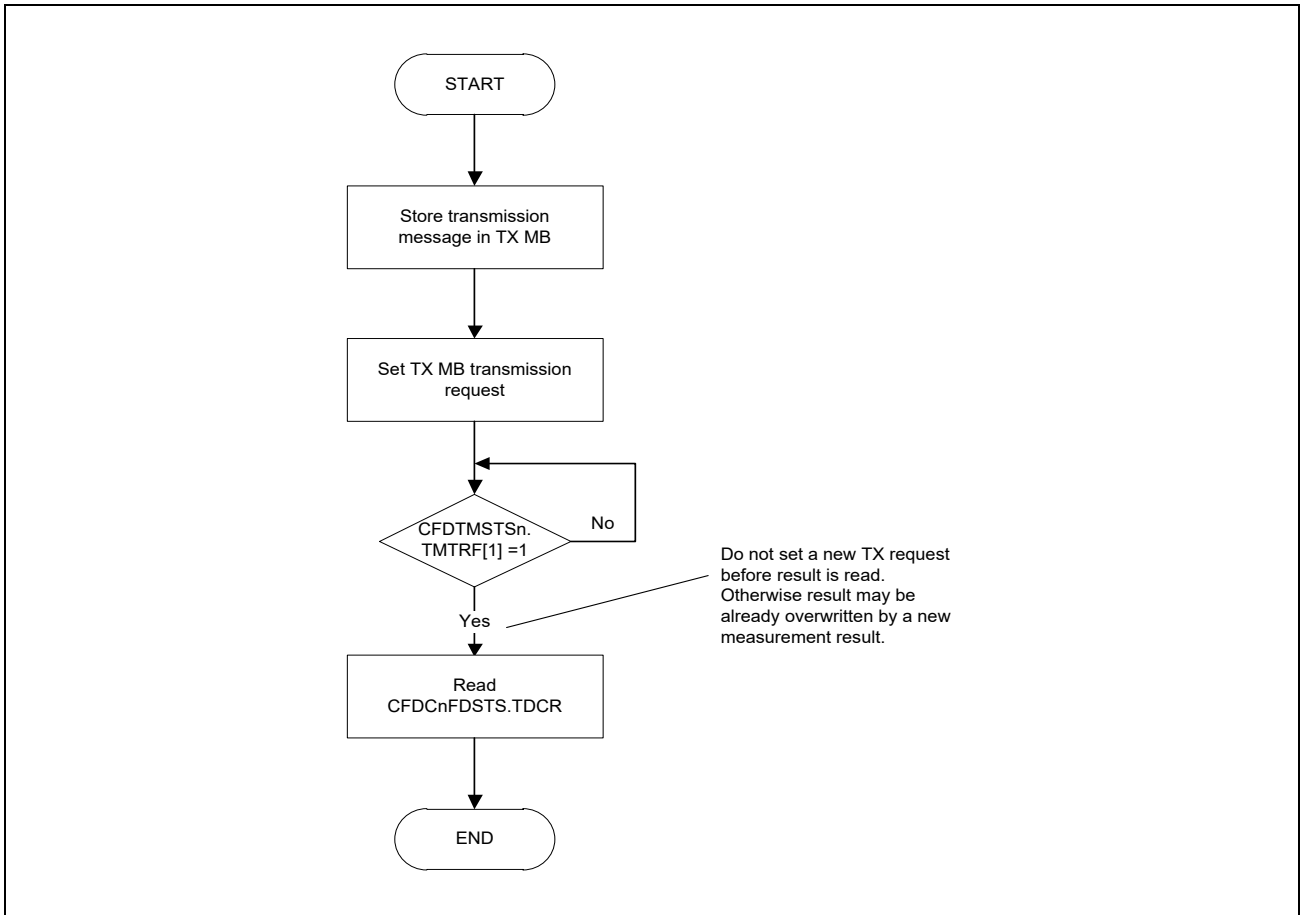 START
Store transmission
message in TX MB
Set TX MB transmission
request
CFDTMSTSn.
TMTRF[1] =1
No
Do not set a new TX request
before result is read.
Otherwise result may be
already overwritten by a new
measurement result.
Yes
Read
CFDCnFDSTS.TDCR
END